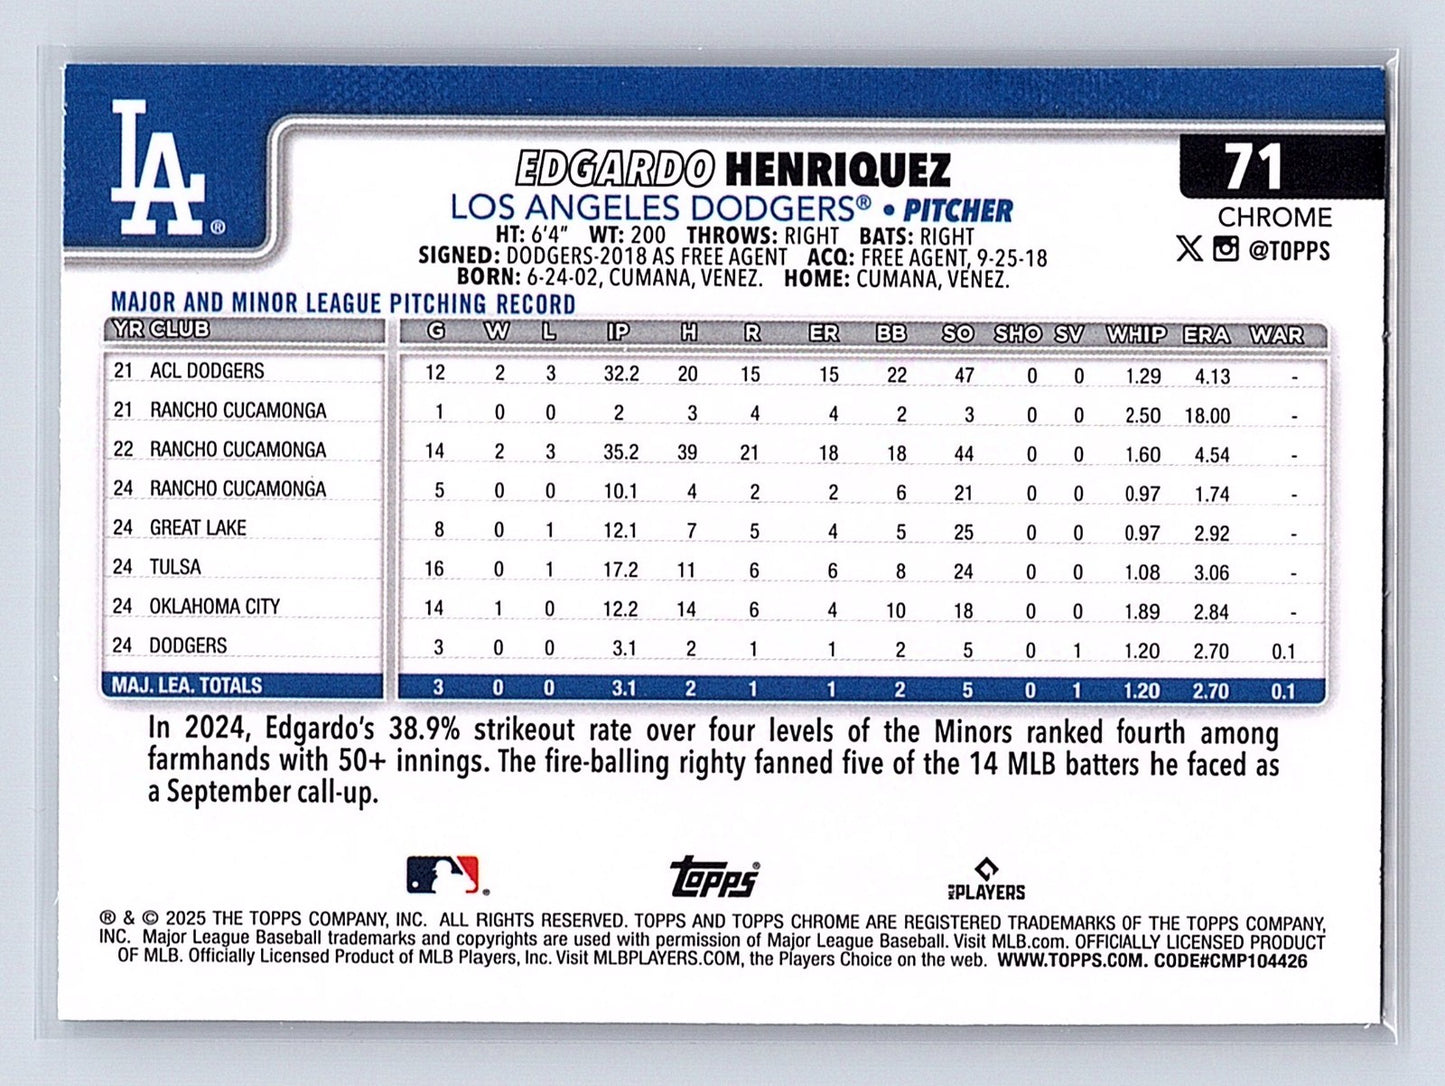 LA®
EDGARDO HENRIQUEZ
71
CHROME
LOS ANGELES DODGERS® • PITCHER
@TOPPS
HT: 6'4" WT: 200 THROWS: RIGHT BATS: RIGHT
SIGNED: DODGERS-2018 AS FREE AGENT ACQ: FREE AGENT, 9-25-18
BORN: 6-24-02, CUMANA, VENEZ. HOME: CUMANA, VENEZ.
MAJOR AND MINOR LEAGUE PITCHING RECORD
YR CLUB G W L IP H R ER BB SO SHO SV WHIP ERA WAR
21 ACL DODGERS 12 2 3 32.2 20 15 15 22 47 0 0 1.29 4.13 -
21 RANCHO CUCAMONGA 1 0 0 2 3 4 4 2 3 0 0 2.50 18.00 -
22 RANCHO CUCAMONGA 14 2 3 35.2 39 21 18 18 44 0 0 1.60 4.54 -
24 RANCHO CUCAMONGA 5 0 0 10.1 4 2 2 6 21 0 0 0.97 1.74 -
24 GREAT LAKE 8 0 1 12.1 7 5 4 5 25 0 0 0.97 2.92 -
24 TULSA 16 0 1 17.2 11 6 6 8 24 0 0 1.08 3.06 -
24 OKLAHOMA CITY 14 1 0 12.2 14 6 4 10 18 0 0 1.89 2.84 -
24 DODGERS 3 0 0 3.1 2 1 1 2 5 0 1 1.20 2.70 0.1
MAJ. LEA. TOTALS 3 0 0 3.1 2 1 1 2 5 0 1 1.20 2.70 0.1
In 2024, Edgardo's 38.9% strikeout rate over four levels of the Minors ranked fourth among
farmhands with 50+ innings. The fire-balling righty fanned five of the 14 MLB batters he faced as
a September call-up.
®
Topps®
MLB PLAYERS
® & © 2025 THE TOPPS COMPANY, INC. ALL RIGHTS RESERVED. TOPPS AND TOPPS CHROME ARE REGISTERED TRADEMARKS OF THE TOPPS COMPANY,
INC. Major League Baseball trademarks and copyrights are used with permission of Major League Baseball. Visit MLB.com. OFFICIALLY LICENSED PRODUCT
OF MLB. Officially Licensed Product of MLB Players, Inc. Visit MLBPLAYERS.COM, the Players Choice on the web. WWW.TOPPS.COM. CODE#CMP104426